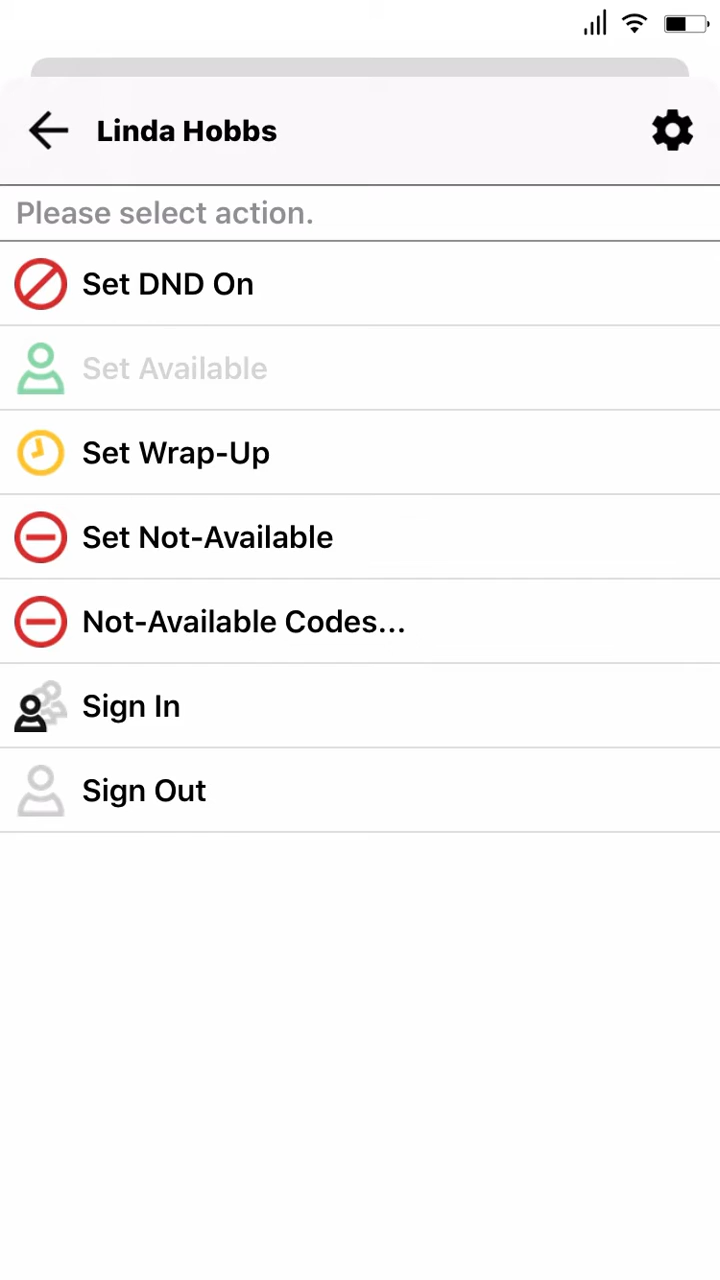 Linda Hobbs
Please select action.
Set DND On
Set Available
Set Wrap-Up
Set Not-Available
Not-Available Codes...
Sign In
Sign Out